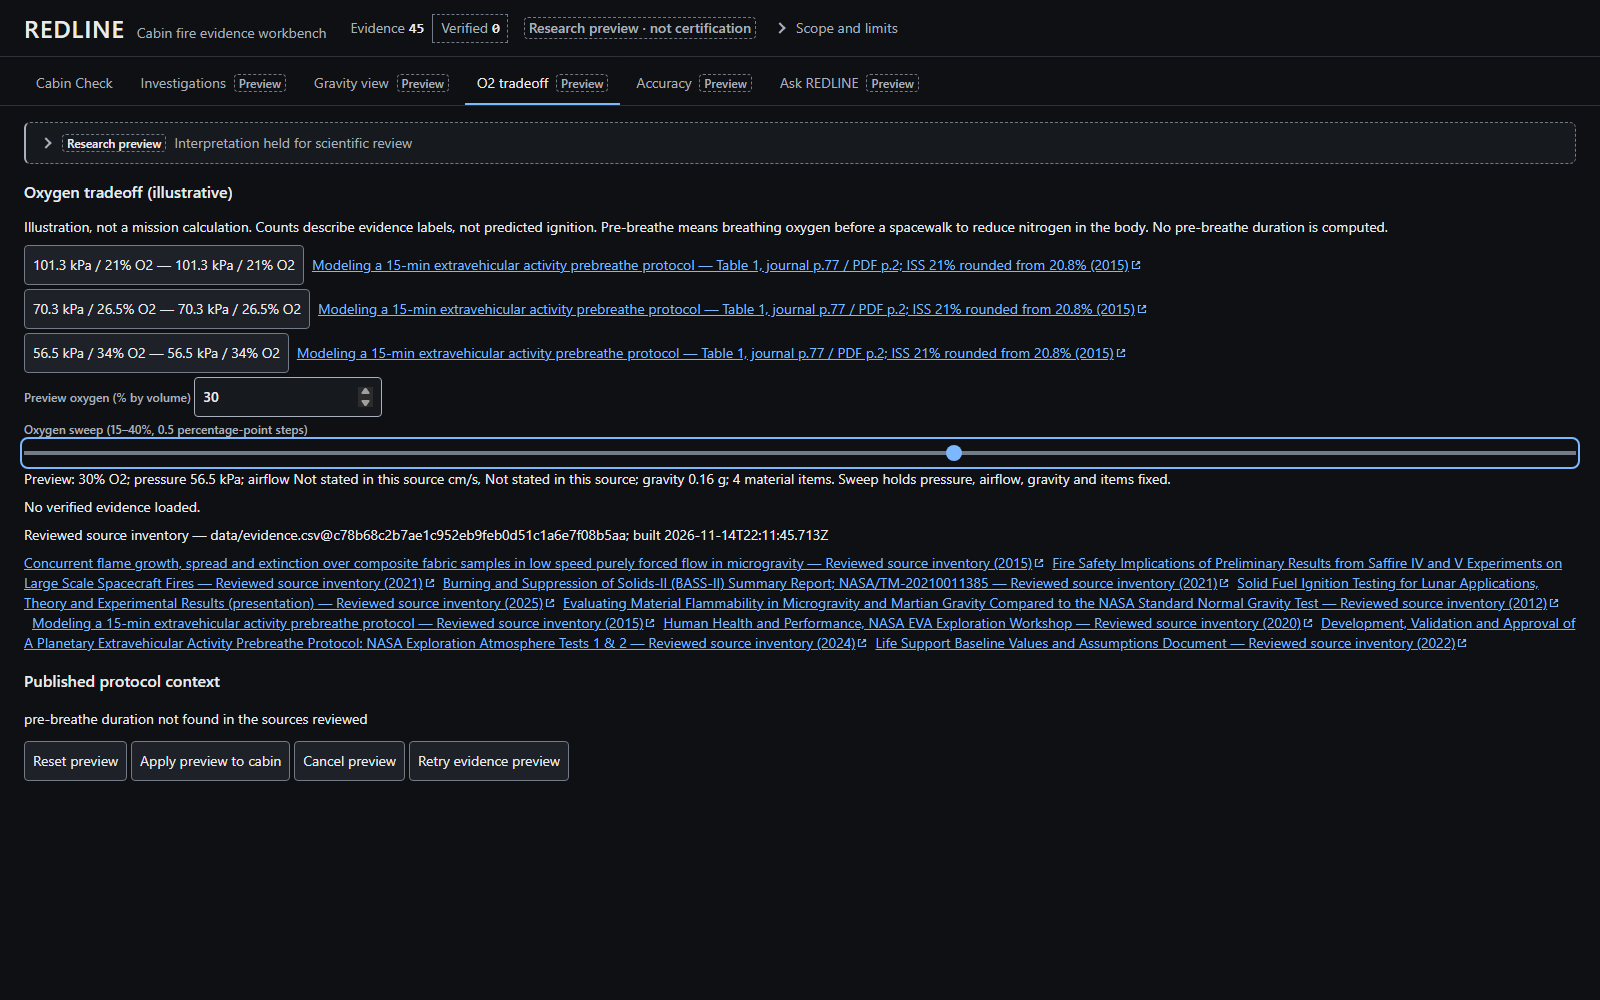 REDLINE Cabin fire evidence workbench Evidence 45 Verified 0 Research preview · not certification Scope and limits
Cabin Check Investigations Preview Gravity view Preview O2 tradeoff Preview Accuracy Preview Ask REDLINE Preview
Research preview Interpretation held for scientific review
Oxygen tradeoff (illustrative)
Illustration, not a mission calculation. Counts describe evidence labels, not predicted ignition. Pre-breathe means breathing oxygen before a spacewalk to reduce nitrogen in the body. No pre-breathe duration is computed.
101.3 kPa / 21% O2 — 101.3 kPa / 21% O2 Modeling a 15-min extravehicular activity prebreathe protocol — Table 1, journal p.77 / PDF p.2; ISS 21% rounded from 20.8% (2015)
70.3 kPa / 26.5% O2 — 70.3 kPa / 26.5% O2 Modeling a 15-min extravehicular activity prebreathe protocol — Table 1, journal p.77 / PDF p.2; ISS 21% rounded from 20.8% (2015)
56.5 kPa / 34% O2 — 56.5 kPa / 34% O2 Modeling a 15-min extravehicular activity prebreathe protocol — Table 1, journal p.77 / PDF p.2; ISS 21% rounded from 20.8% (2015)
Preview oxygen (% by volume) 30
Oxygen sweep (15–40%, 0.5 percentage-point steps)
Preview: 30% O2; pressure 56.5 kPa; airflow Not stated in this source cm/s, Not stated in this source; gravity 0.16 g; 4 material items. Sweep holds pressure, airflow, gravity and items fixed.
No verified evidence loaded.
Reviewed source inventory — data/evidence.csv@c78b68c2b7ae1c952eb9feb0d51c1a6e7f08b5aa; built 2026-11-14T22:11:45.713Z
Concurrent flame growth, spread and extinction over composite fabric samples in low speed purely forced flow in microgravity — Reviewed source inventory (2015) Fire Safety Implications of Preliminary Results from Saffire IV and V Experiments on
Large Scale Spacecraft Fires — Reviewed source inventory (2021) Burning and Suppression of Solids-II (BASS-II) Summary Report; NASA/TM-20210011385 — Reviewed source inventory (2021) Solid Fuel Ignition Testing for Lunar Applications,
Theory and Experimental Results (presentation) — Reviewed source inventory (2025) Evaluating Material Flammability in Microgravity and Martian Gravity Compared to the NASA Standard Normal Gravity Test — Reviewed source inventory (2012)
Modeling a 15-min extravehicular activity prebreathe protocol — Reviewed source inventory (2015) Human Health and Performance, NASA EVA Exploration Workshop — Reviewed source inventory (2020) Development, Validation and Approval of
A Planetary Extravehicular Activity Prebreathe Protocol: NASA Exploration Atmosphere Tests 1 & 2 — Reviewed source inventory (2024) Life Support Baseline Values and Assumptions Document — Reviewed source inventory (2022)
Published protocol context
pre-breathe duration not found in the sources reviewed
Reset preview Apply preview to cabin Cancel preview Retry evidence preview